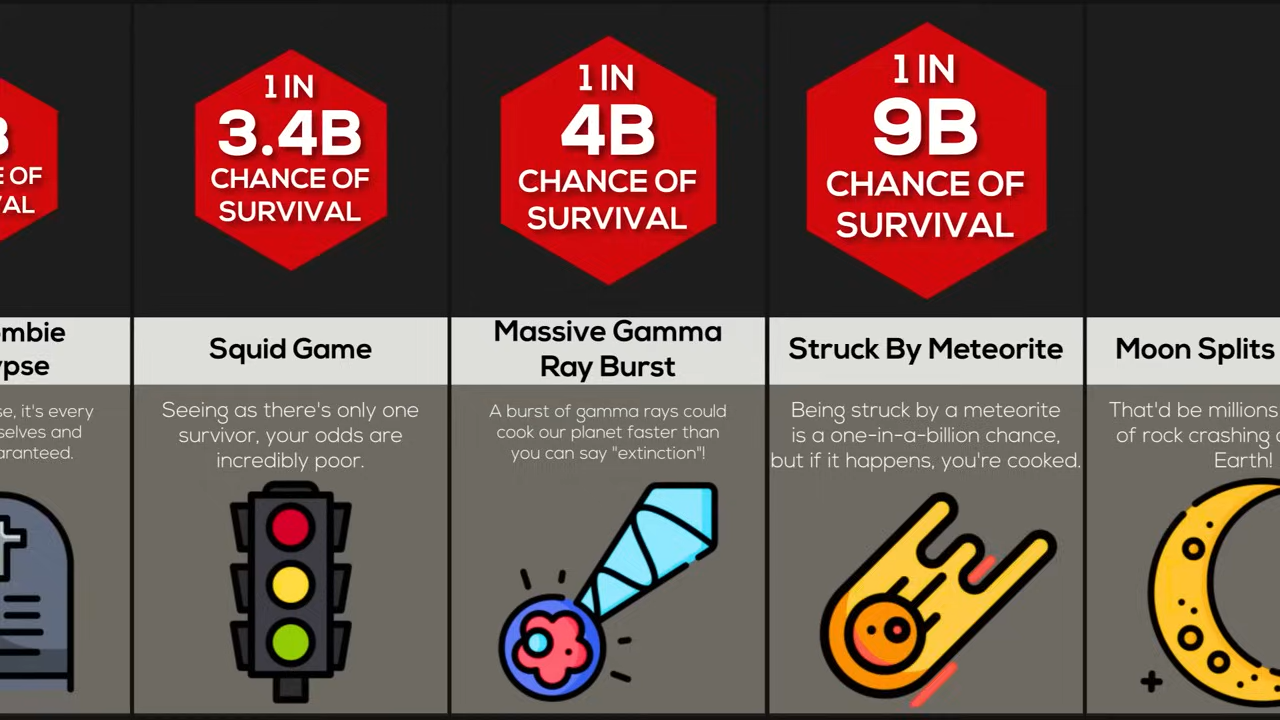 E OF
1 IN
3.4B
CHANCE OF
SURVIVAL
1 IN
4B
CHANCE OF
SURVIVAL
1 IN
9B
CHANCE OF
SURVIVAL
Squid Game
Massive Gamma
Ray Burst
Struck By Meteorite
Moon Splits
it's every
Seeing as there's only one
survivor, your odds are
incredibly poor.
A burst of gamma rays could
cook our planet faster than
you can say "extinction"!
Being struck by a meteorite
is a one-in-a-billion chance,
but if it happens, you're cooked.
That'd be millions
of rock crashing
Earth!